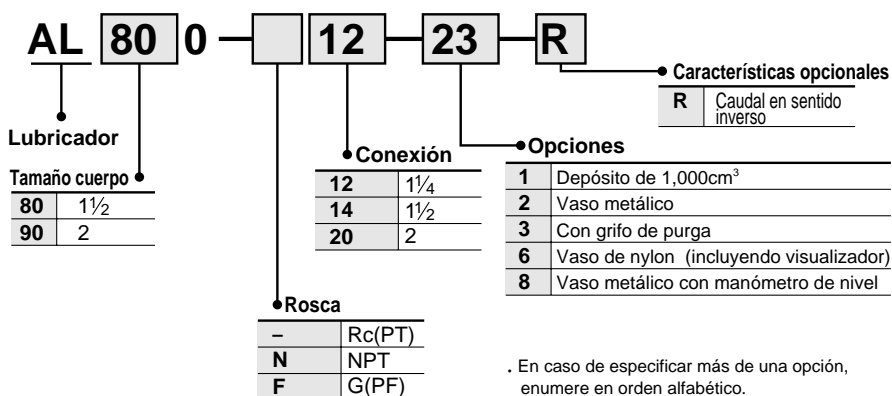 AL 80 0 — 12 — 23 — R
Características opcionales
R Caudal en sentido inverso
Lubricador
Tamaño cuerpo
80 1½
90 2
Conexión
12 1¼
14 1½
20 2
Opciones
1 Depósito de 1,000cm³
2 Vaso metálico
3 Con grifo de purga
6 Vaso de nylon (incluyendo visualizador)
8 Vaso metálico con manómetro de nivel
Rosca
– Rc(PT)
N NPT
F G(PF)
. En caso de especificar más de una opción,
enumere en orden alfabético.